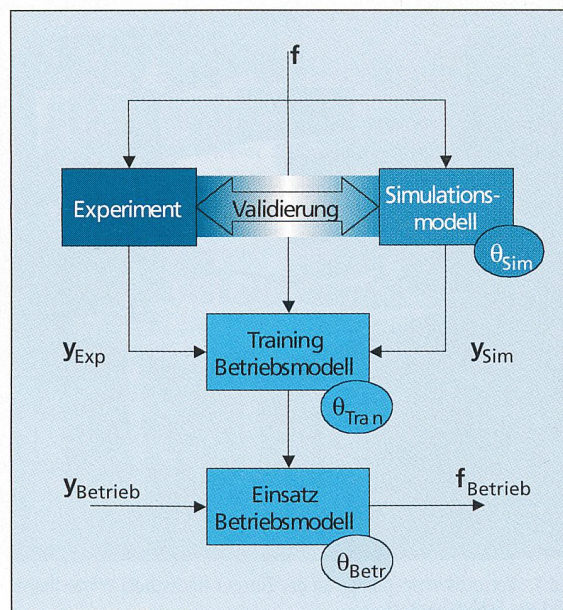 f
Experiment
Validierung
Simulations-
modell
θSim
yExp
Training
Betriebsmodell
ySim
θTran
yBetrieb
Einsatz
Betriebsmodell
fBetrieb
θBetr